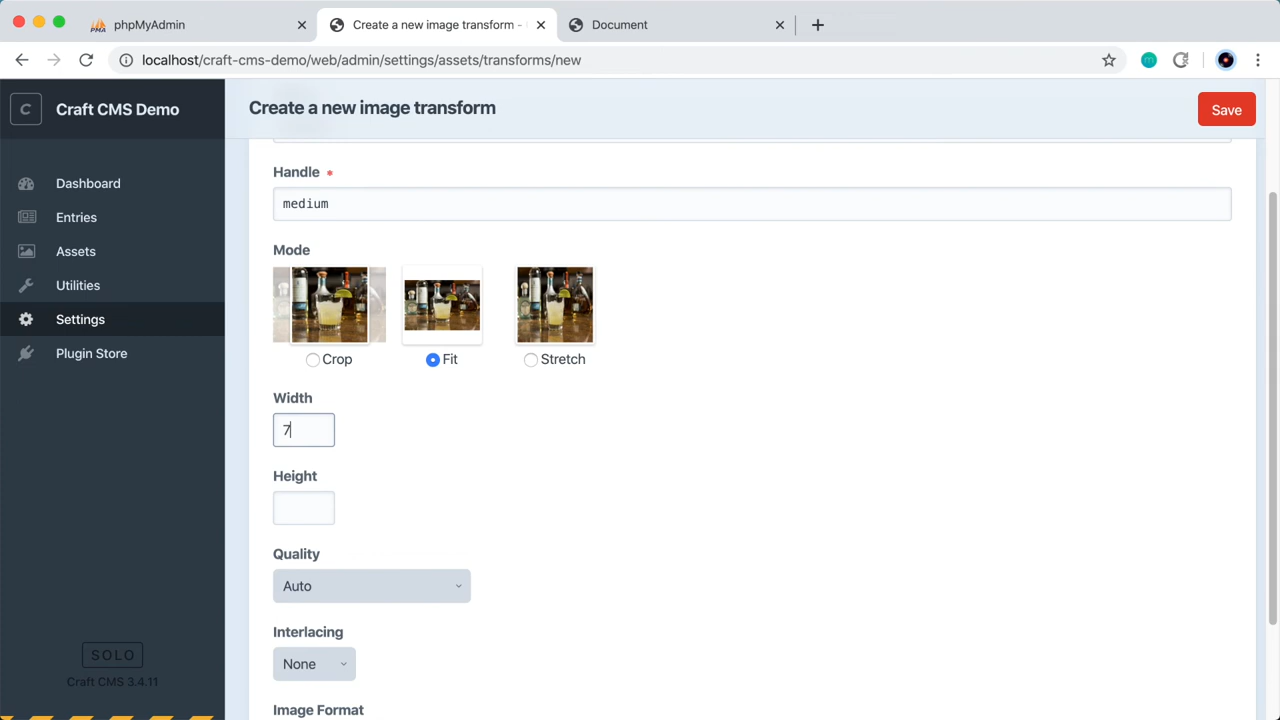 phpMyAdmin
Create a new image transform -
Document
localhost/craft-cms-demo/web/admin/settings/assets/transforms/new
C
Craft CMS Demo
Dashboard
Entries
Assets
Utilities
Settings
Plugin Store
SOLO
Craft CMS 3.4.11
Create a new image transform
Save
Handle *
medium
Mode
Crop
Fit
Stretch
Width
7
Height
Quality
Auto
Interlacing
None
Image Format